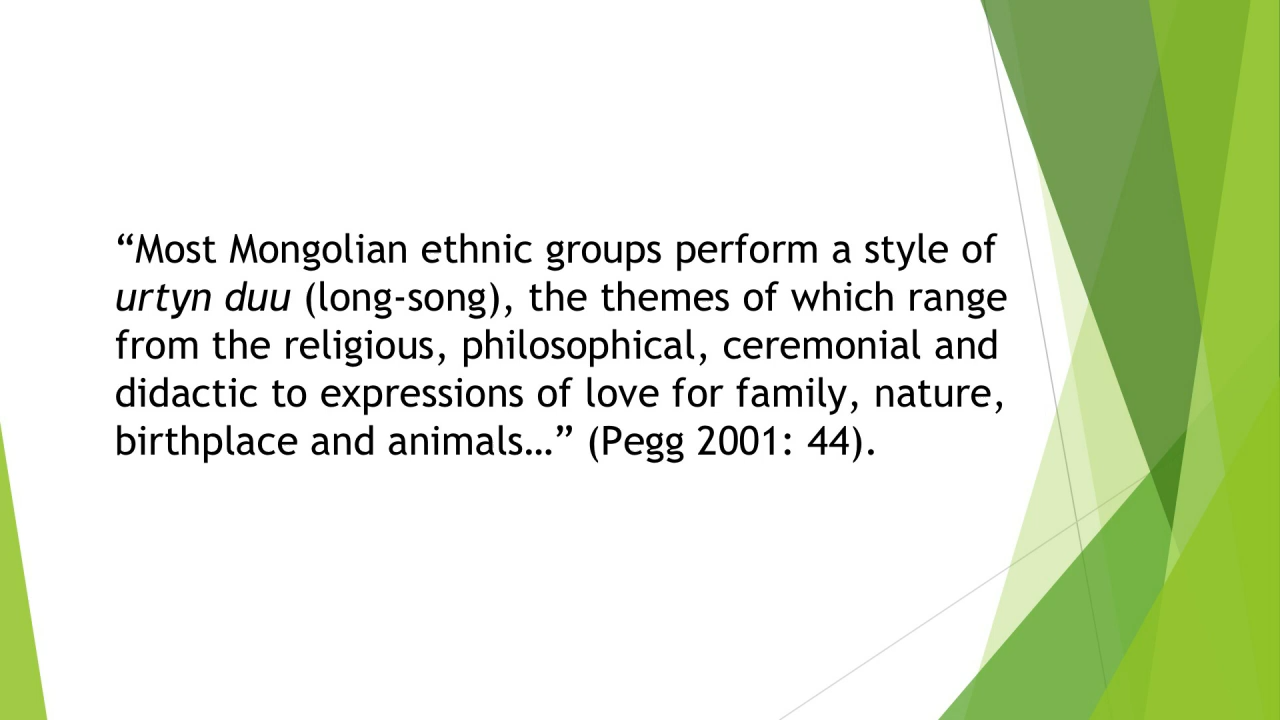 “Most Mongolian ethnic groups perform a style of
urtyn duu (long-song), the themes of which range
from the religious, philosophical, ceremonial and
didactic to expressions of love for family, nature,
birthplace and animals…” (Pegg 2001: 44).